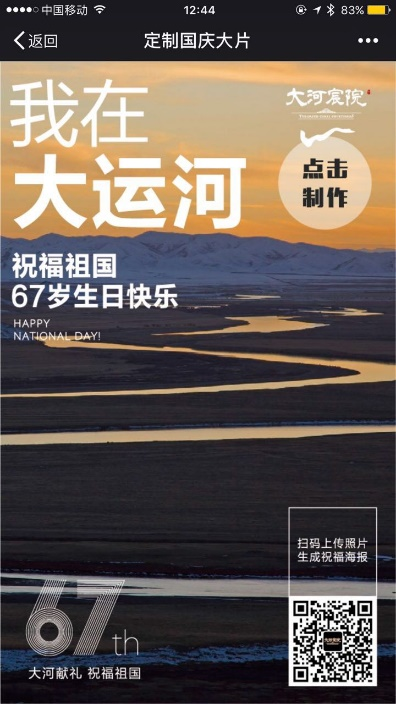 中国移动
12:44
83%
返回
定制国庆大片
我在
大运河
大河宸院
点击
制作
祝福祖国
67岁生日快乐
HAPPY
NATIONAL DAY!
扫码上传照片
生成祝福海报
67th
大河献礼 祝福祖国